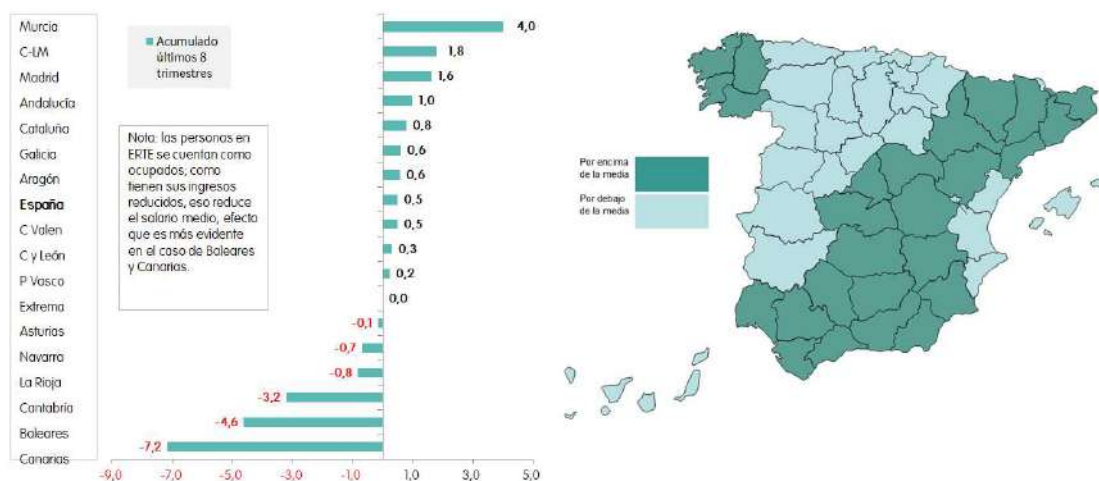 Murcia
4,0
C-LM
1,8
Madrid
1,6
Andalucía
1,0
Cataluña
0,8
Galicia
0,6
Aragón
0,6
España
0,5
C Valen
0,5
C y León
0,3
P Vasco
0,2
Extrema
0,0
Asturias
-0,1
Navarra
-0,7
La Rioja
-0,8
Cantabria
-3,2
Baleares
-4,6
Canarias
-7,2
-9,0 -7,0 -5,0 -3,0 -1,0 1,0 3,0 5,0
Acumulado
últimos 8
trimestres
Nota: las personas en
ERTE se cuentan como
ocupados; como
tienen sus ingresos
reducidos, eso reduce
el salario medio, efecto
que es más evidente
en el caso de Baleares
y Canarias.
Por encima
de la media
Por debajo
de la media